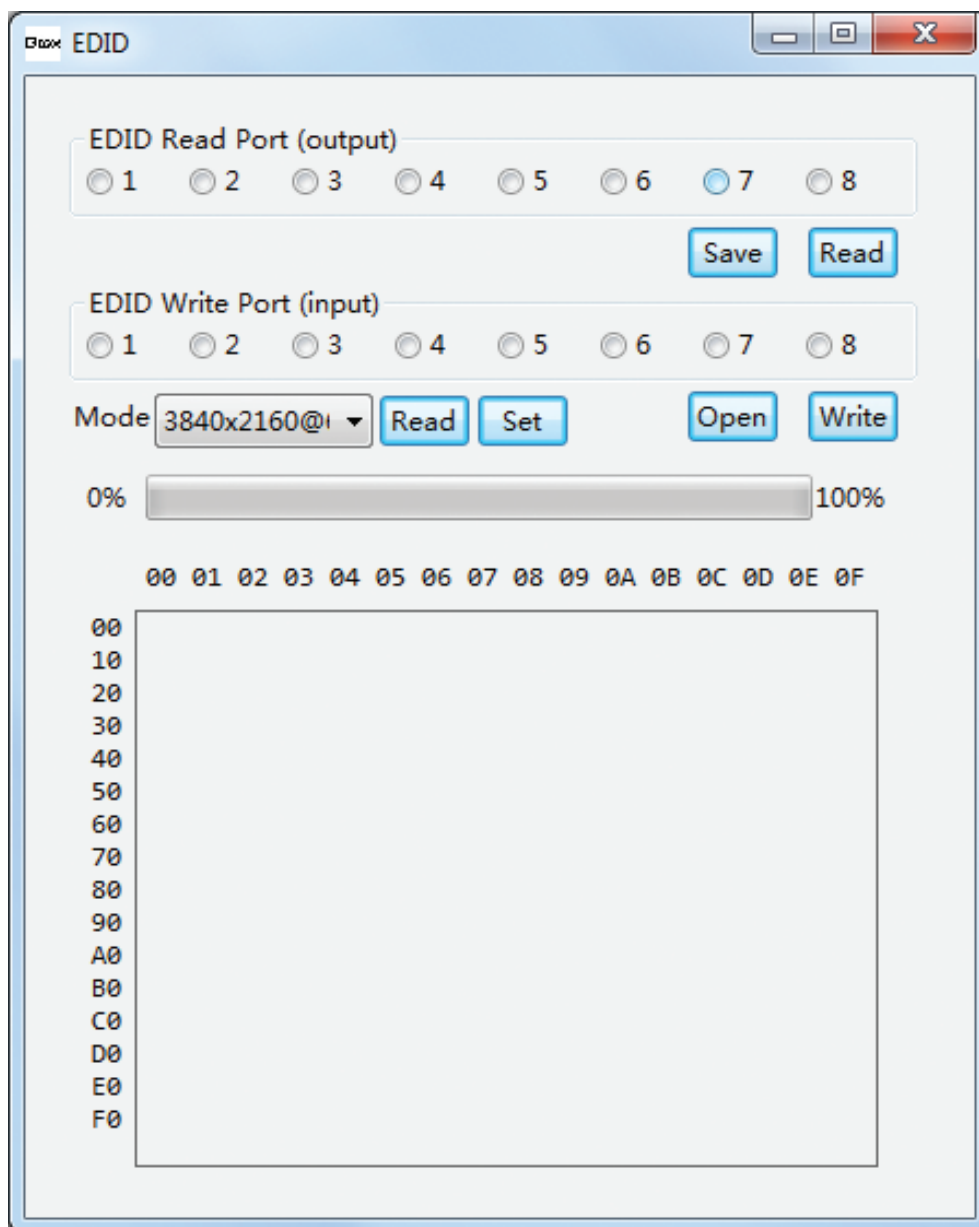 EDID
EDID Read Port (output)
1 2 3 4 5 6 7 8
Save Read
EDID Write Port (input)
1 2 3 4 5 6 7 8
Mode 3840x2160@ Read Set Open Write
0% 100%
00 01 02 03 04 05 06 07 08 09 0A 0B 0C 0D 0E 0F
00
10
20
30
40
50
60
70
80
90
A0
B0
C0
D0
E0
F0